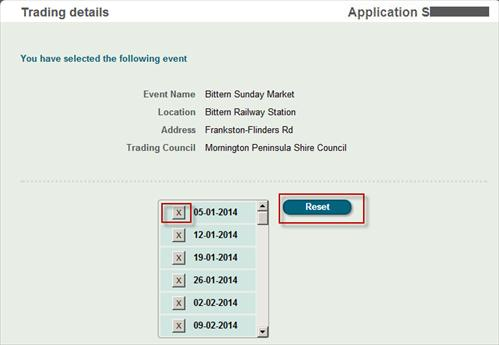 Trading details Application S
You have selected the following event
Event Name Bittern Sunday Market
Location Bittern Railway Station
Address Frankston-Flinders Rd
Trading Council Mornington Peninsula Shire Council
X 05-01-2014 Reset
X 12-01-2014
X 19-01-2014
X 26-01-2014
X 02-02-2014
X 09-02-2014